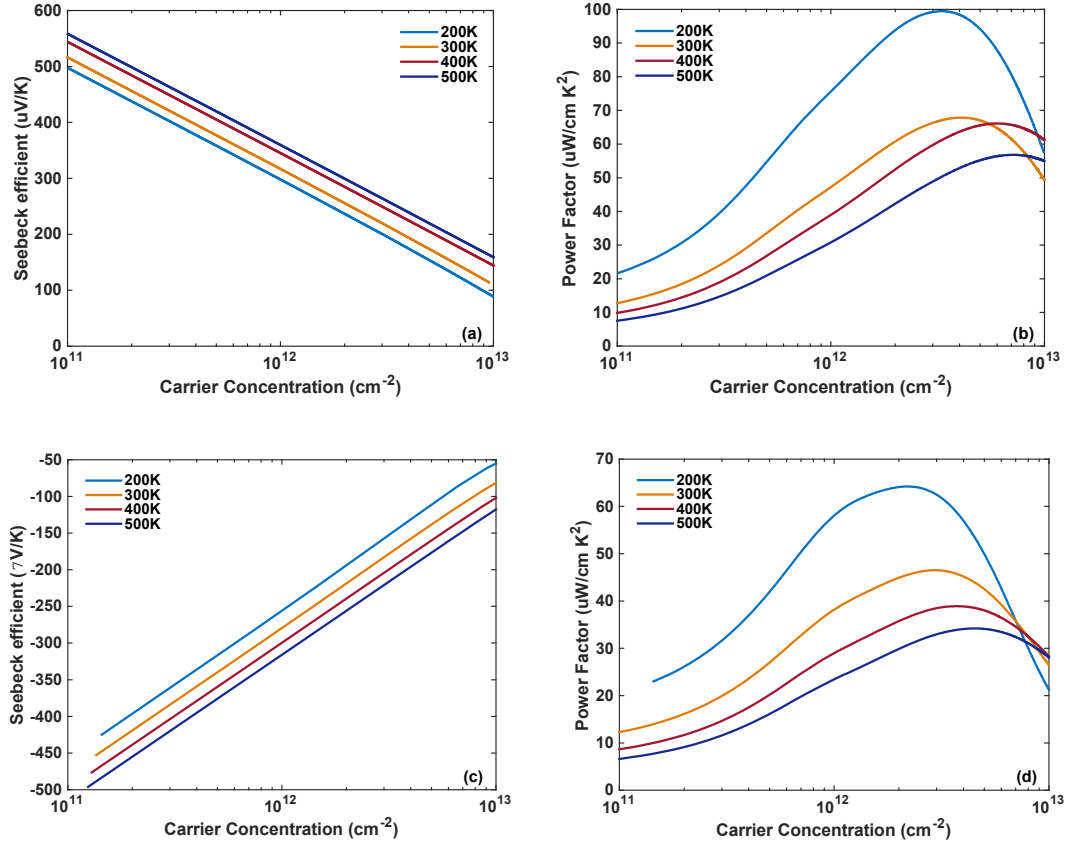 600
500
400
300
200
100
0
10^11
10^12
10^13
Seebeck efficient (uV/K)
Carrier Concentration (cm^-2)
200K
300K
400K
500K
(a)
100
90
80
70
60
50
40
30
20
10
0
10^11
10^12
10^13
Power Factor (uW/cm K^2)
Carrier Concentration (cm^-2)
200K
300K
400K
500K
(b)
-50
-100
-150
-200
-250
-300
-350
-400
-450
-500
10^11
10^12
10^13
Seebeck efficient (γV/K)
Carrier Concentration (cm^-2)
200K
300K
400K
500K
(c)
70
60
50
40
30
20
10
0
10^11
10^12
10^13
Power Factor (uW/cm K^2)
Carrier Concentration (cm^-2)
200K
300K
400K
500K
(d)